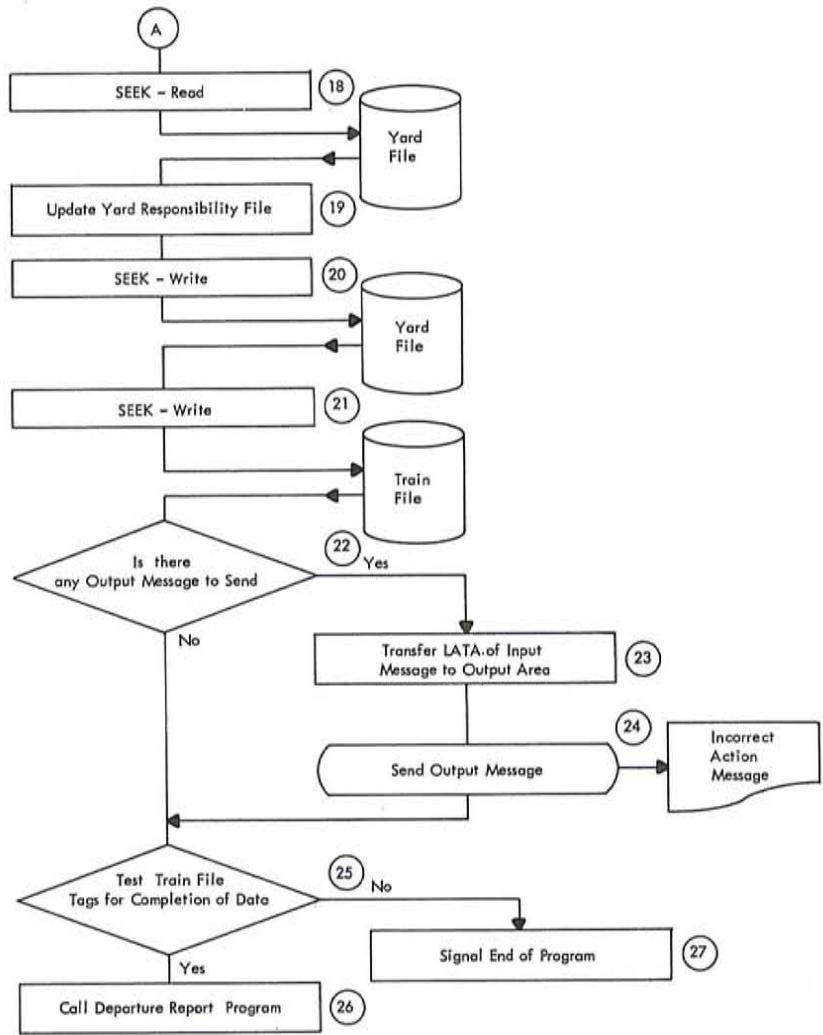 A
SEEK - Read
18
Yard
File
Update Yard Responsibility File
19
SEEK - Write
20
Yard
File
SEEK - Write
21
Train
File
22
Is there
any Output Message to Send
Yes
No
Transfer LATA.of Input
Message to Output Area
23
24
Send Output Message
Incorrect
Action
Message
25
Test Train File
Tags for Completion of Data
No
Signal End of Program
27
Yes
Call Departure Report Program
26